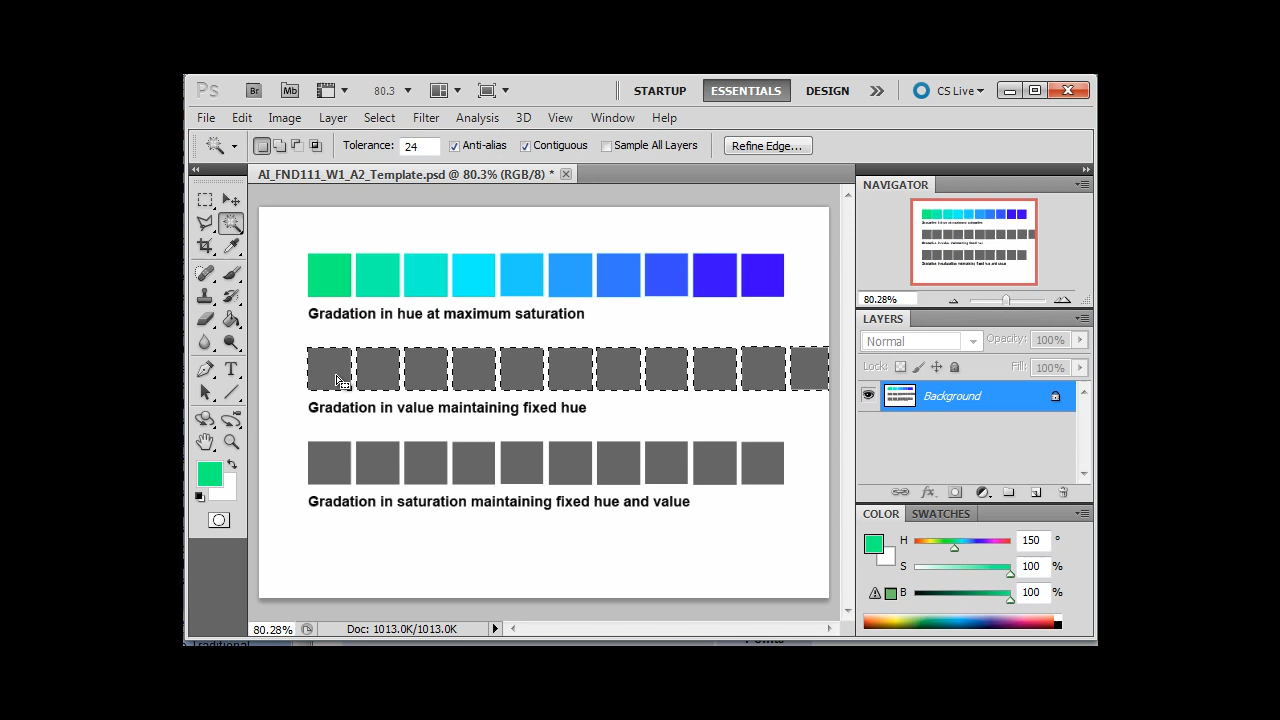 Ps Br Mb 80.3 STARTUP ESSENTIALS DESIGN CS Live
File Edit Image Layer Select Filter Analysis 3D View Window Help
Tolerance: 24 Anti-alias Contiguous Sample All Layers Refine Edge...
AI_FND111_W1_A2_Template.psd @ 80.3% (RGB/8) *
NAVIGATOR
Gradation in hue at maximum saturation
80.28%
LAYERS
Normal Opacity: 100%
Lock: Fill: 100%
Background
Gradation in value maintaining fixed hue
Gradation in saturation maintaining fixed hue and value
COLOR SWATCHES
H 150 °
S 100 %
B 100 %
80.28% Doc: 1013.0K/1013.0K